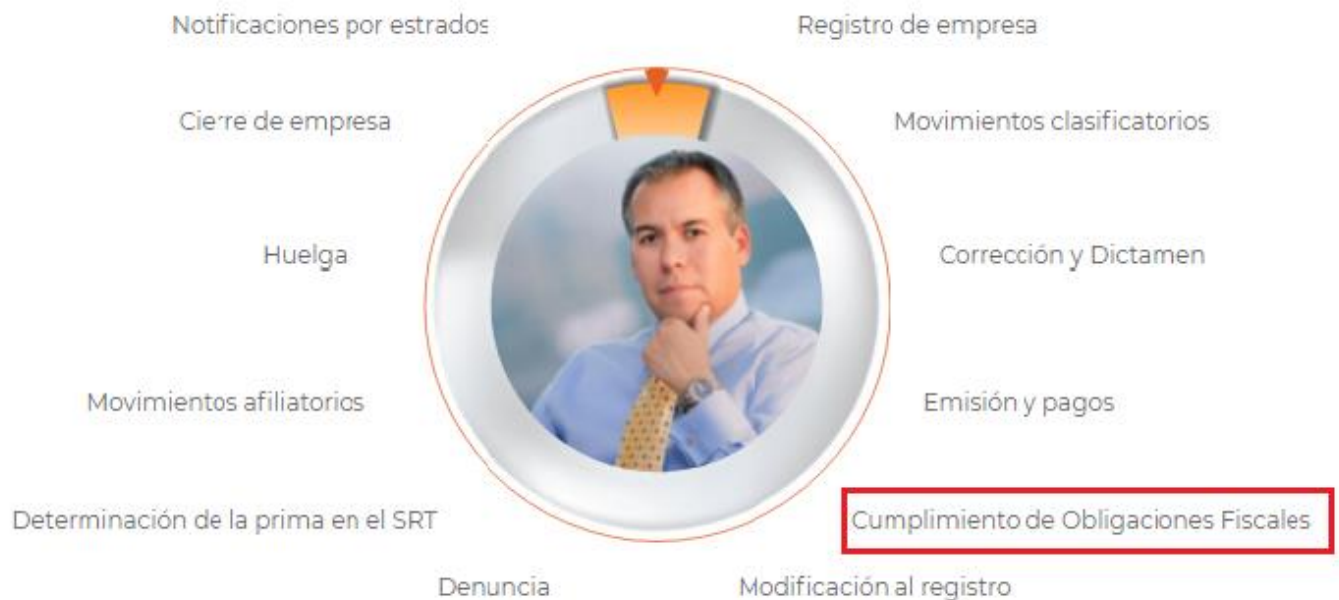 Notificaciones por estrados
Registro de empresa
Cierre de empresa
Movimientos clasificatorios
Huelga
Corrección y Dictamen
Movimientos afiliatorios
Emisión y pagos
Determinación de la prima en el SRT
Cumplimiento de Obligaciones Fiscales
Denuncia
Modificación al registro